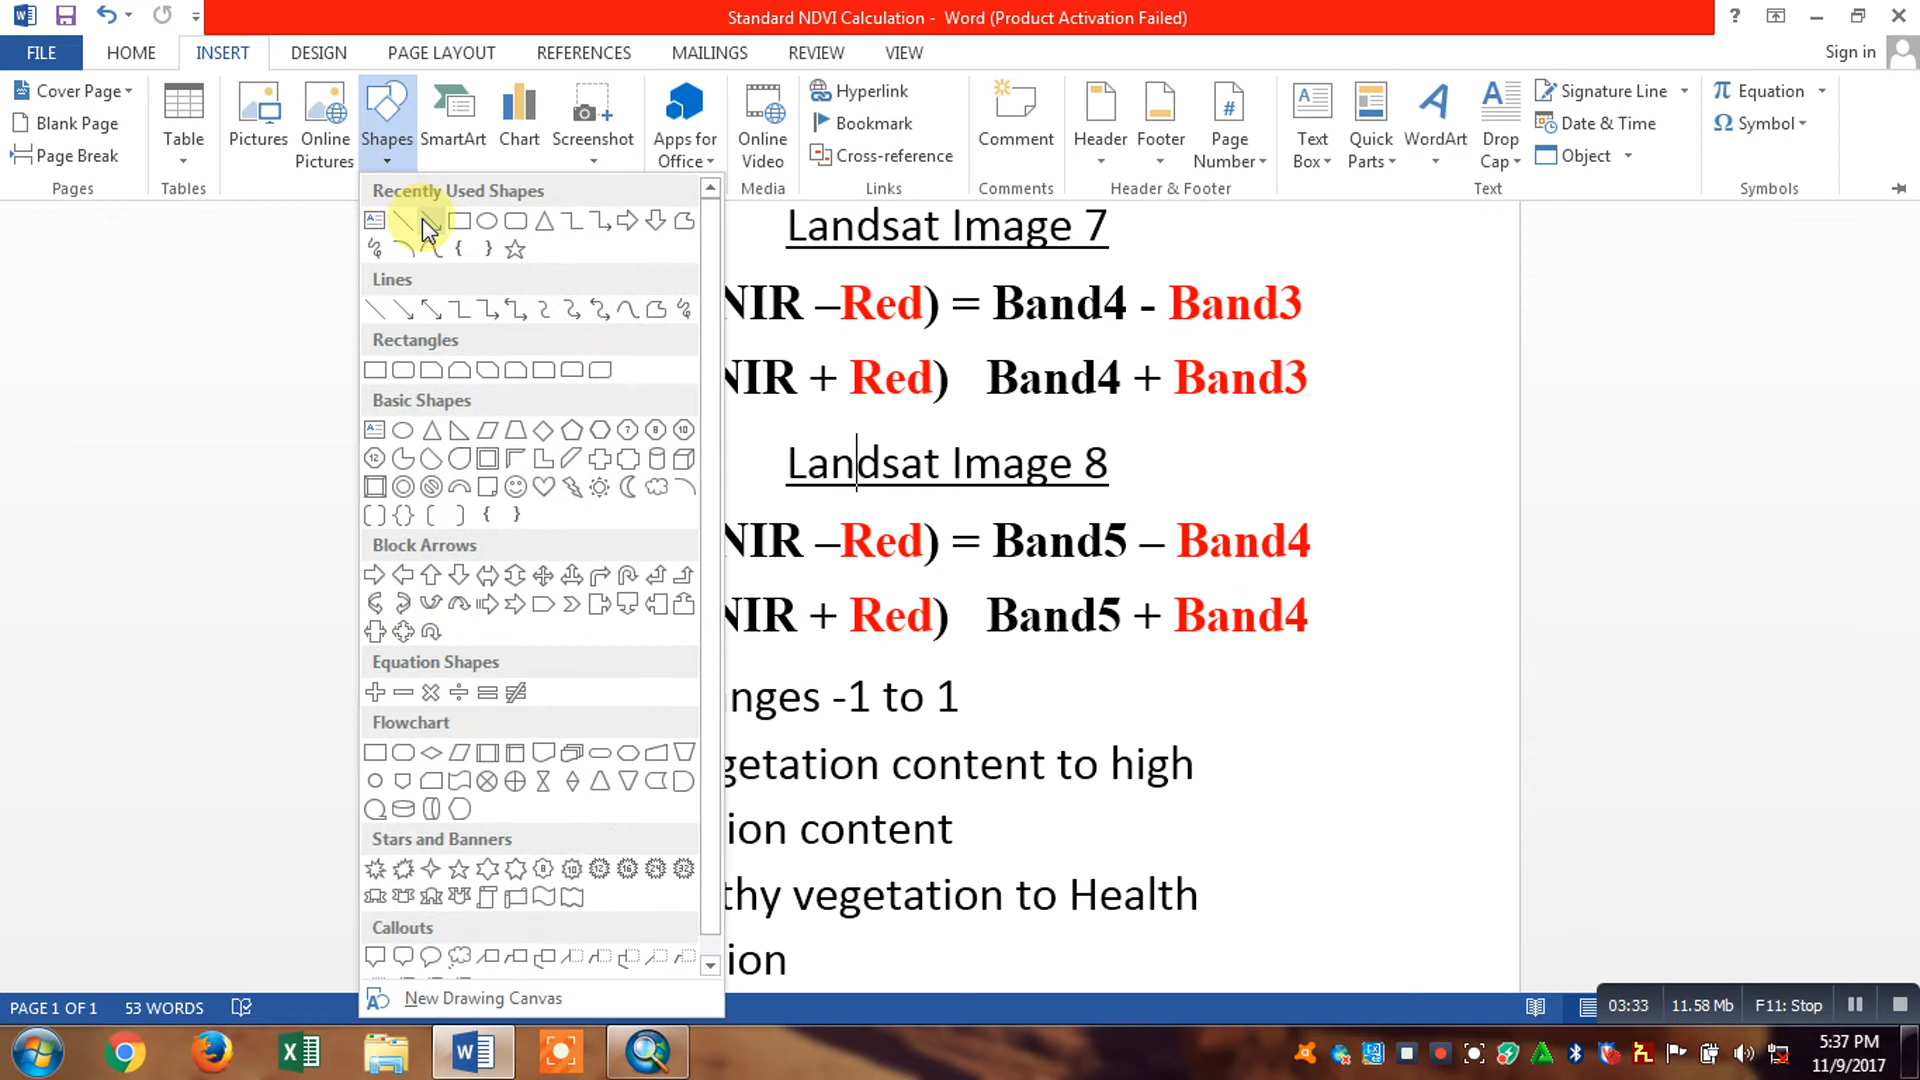 Standard NDVI Calculation - Word (Product Activation Failed)
FILE HOME INSERT DESIGN PAGE LAYOUT REFERENCES MAILINGS REVIEW VIEW Sign in
Cover Page
Blank Page
Page Break
Pages
Table
Tables
Pictures
Online Pictures
Shapes
SmartArt
Chart
Screenshot
Apps for Office
Online Video
Media
Hyperlink
Bookmark
Cross-reference
Links
Comment
Comments
Header
Footer
Page Number
Header & Footer
Text Box
Quick Parts
WordArt
Drop Cap
Signature Line
Date & Time
Object
Text
Equation
Symbol
Symbols
Recently Used Shapes
Lines
Rectangles
Basic Shapes
Block Arrows
Equation Shapes
Flowchart
Stars and Banners
Callouts
New Drawing Canvas
Landsat Image 7
NIR –Red) = Band4 - Band3
NIR + Red) Band4 + Band3
Landsat Image 8
NIR –Red) = Band5 – Band4
NIR + Red) Band5 + Band4
nges -1 to 1
getation content to high
ion content
thy vegetation to Health
ion
PAGE 1 OF 1 53 WORDS
03:33 11.58 Mb F11: Stop
5:37 PM
11/9/2017